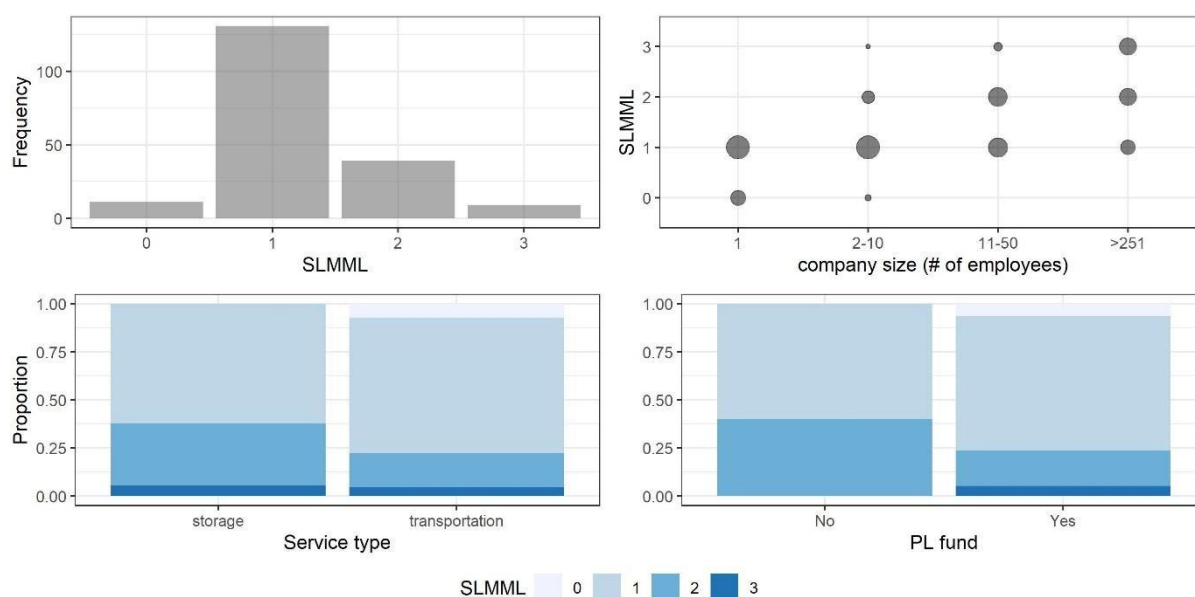 Frequency
100
50
0
0 1 2 3
SLMML
SLMML
3
2
1
0
1 2-10 11-50 >251
company size (# of employees)
Proportion
1.00
0.75
0.50
0.25
0.00
storage transportation
Service type
1.00
0.75
0.50
0.25
0.00
No Yes
PL fund
SLMML 0 1 2 3